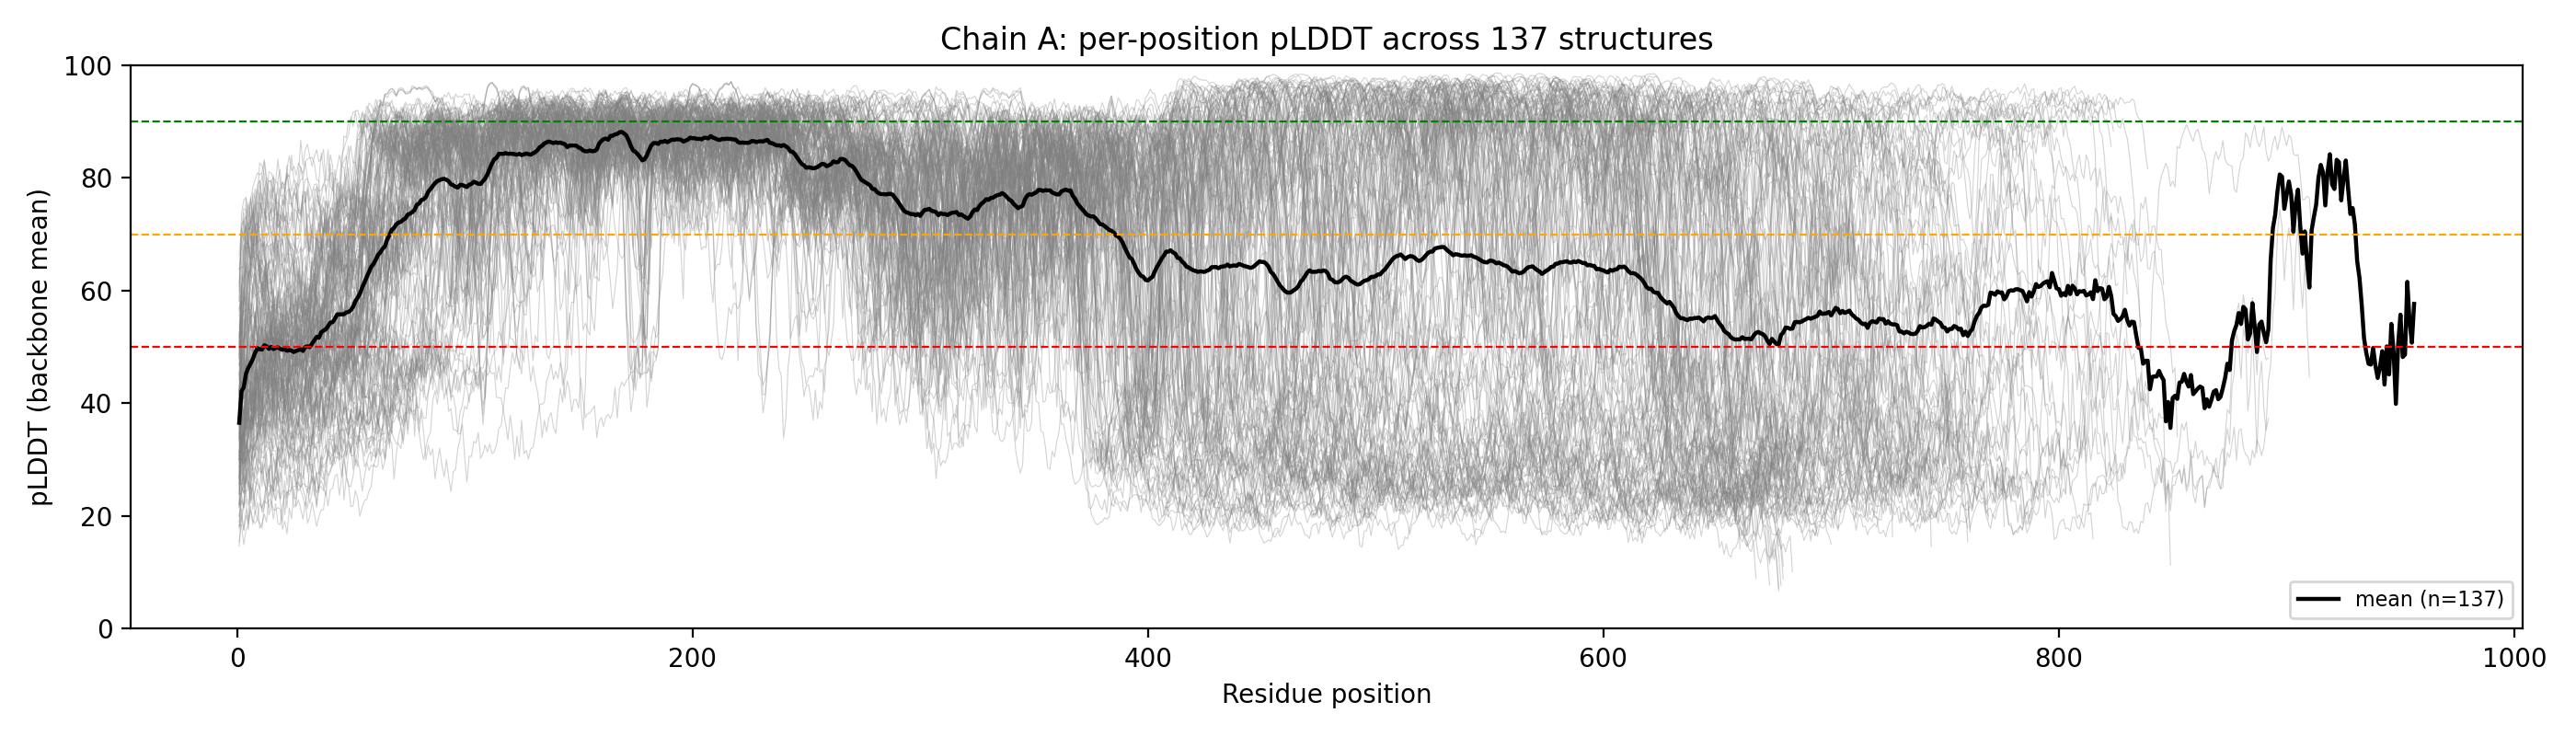 Chain A: per-position pLDDT across 137 structures
100
80
60
40
20
0
pLDDT (backbone mean)
mean (n=137)
0 200 400 600 800 1000
Residue position